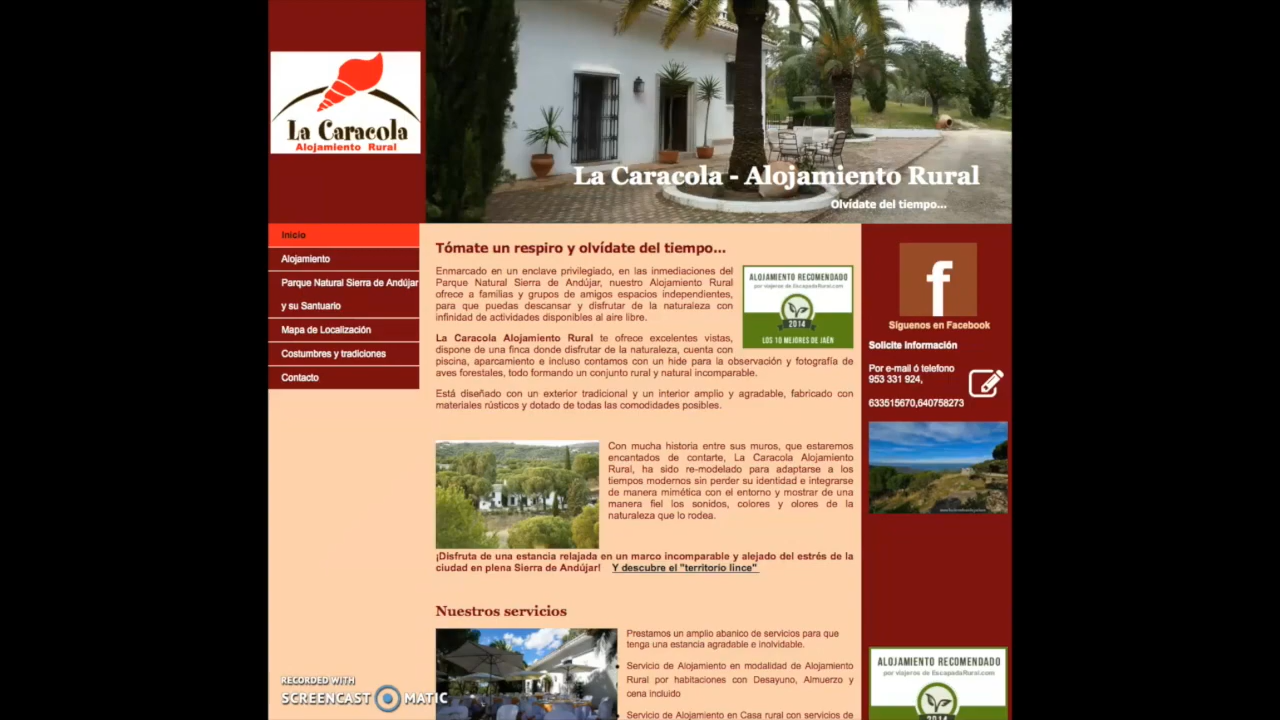 La Caracola
Alojamiento Rural
La Caracola - Alojamiento Rural
Olvídate del tiempo...
Inicio
Alojamiento
Parque Natural Sierra de Andújar
y su Santuario
Mapa de Localización
Costumbres y tradiciones
Contacto
Tómate un respiro y olvídate del tiempo...
Enmarcado en un enclave privilegiado, en las inmediaciones del
Parque Natural Sierra de Andújar, nuestro Alojamiento Rural
ofrece a familias y grupos de amigos espacios independientes,
para que puedas descansar y disfrutar de la naturaleza con
infinidad de actividades disponibles al aire libre.
ALOJAMIENTO RECOMENDADO
por viajeros de EscapadaRural.com
2014
LOS 10 MEJORES DE JAÉN
La Caracola Alojamiento Rural te ofrece excelentes vistas,
dispone de una finca donde disfrutar de la naturaleza, cuenta con
piscina, aparcamiento e incluso contamos con un hide para la observación y fotografía de
aves forestales, todo formando un conjunto rural y natural incomparable.
Está diseñado con un exterior tradicional y un interior amplio y agradable, fabricado con
materiales rústicos y dotado de todas las comodidades posibles.
Con mucha historia entre sus muros, que estaremos
encantados de contarte, La Caracola Alojamiento
Rural, ha sido re-modelado para adaptarse a los
tiempos modernos sin perder su identidad e integrarse
de manera mimética con el entorno y mostrar de una
manera fiel los sonidos, colores y olores de la
naturaleza que lo rodea.
¡Disfruta de una estancia relajada en un marco incomparable y alejado del estrés de la
ciudad en plena Sierra de Andújar! Y descubre el "territorio lince"
Nuestros servicios
Prestamos un amplio abanico de servicios para que
tenga una estancia agradable e inolvidable.
Servicio de Alojamiento en modalidad de Alojamiento
Rural por habitaciones con Desayuno, Almuerzo y
cena incluido
Servicio de Alojamiento en Casa rural con servicios de
f
Síguenos en Facebook
Solicite Información
Por e-mail ó telefono
953 331 924,
633515670,640758273
ALOJAMIENTO RECOMENDADO
por viajeros de EscapadaRural.com
2014
RECORDED WITH
SCREENCAST MATIC